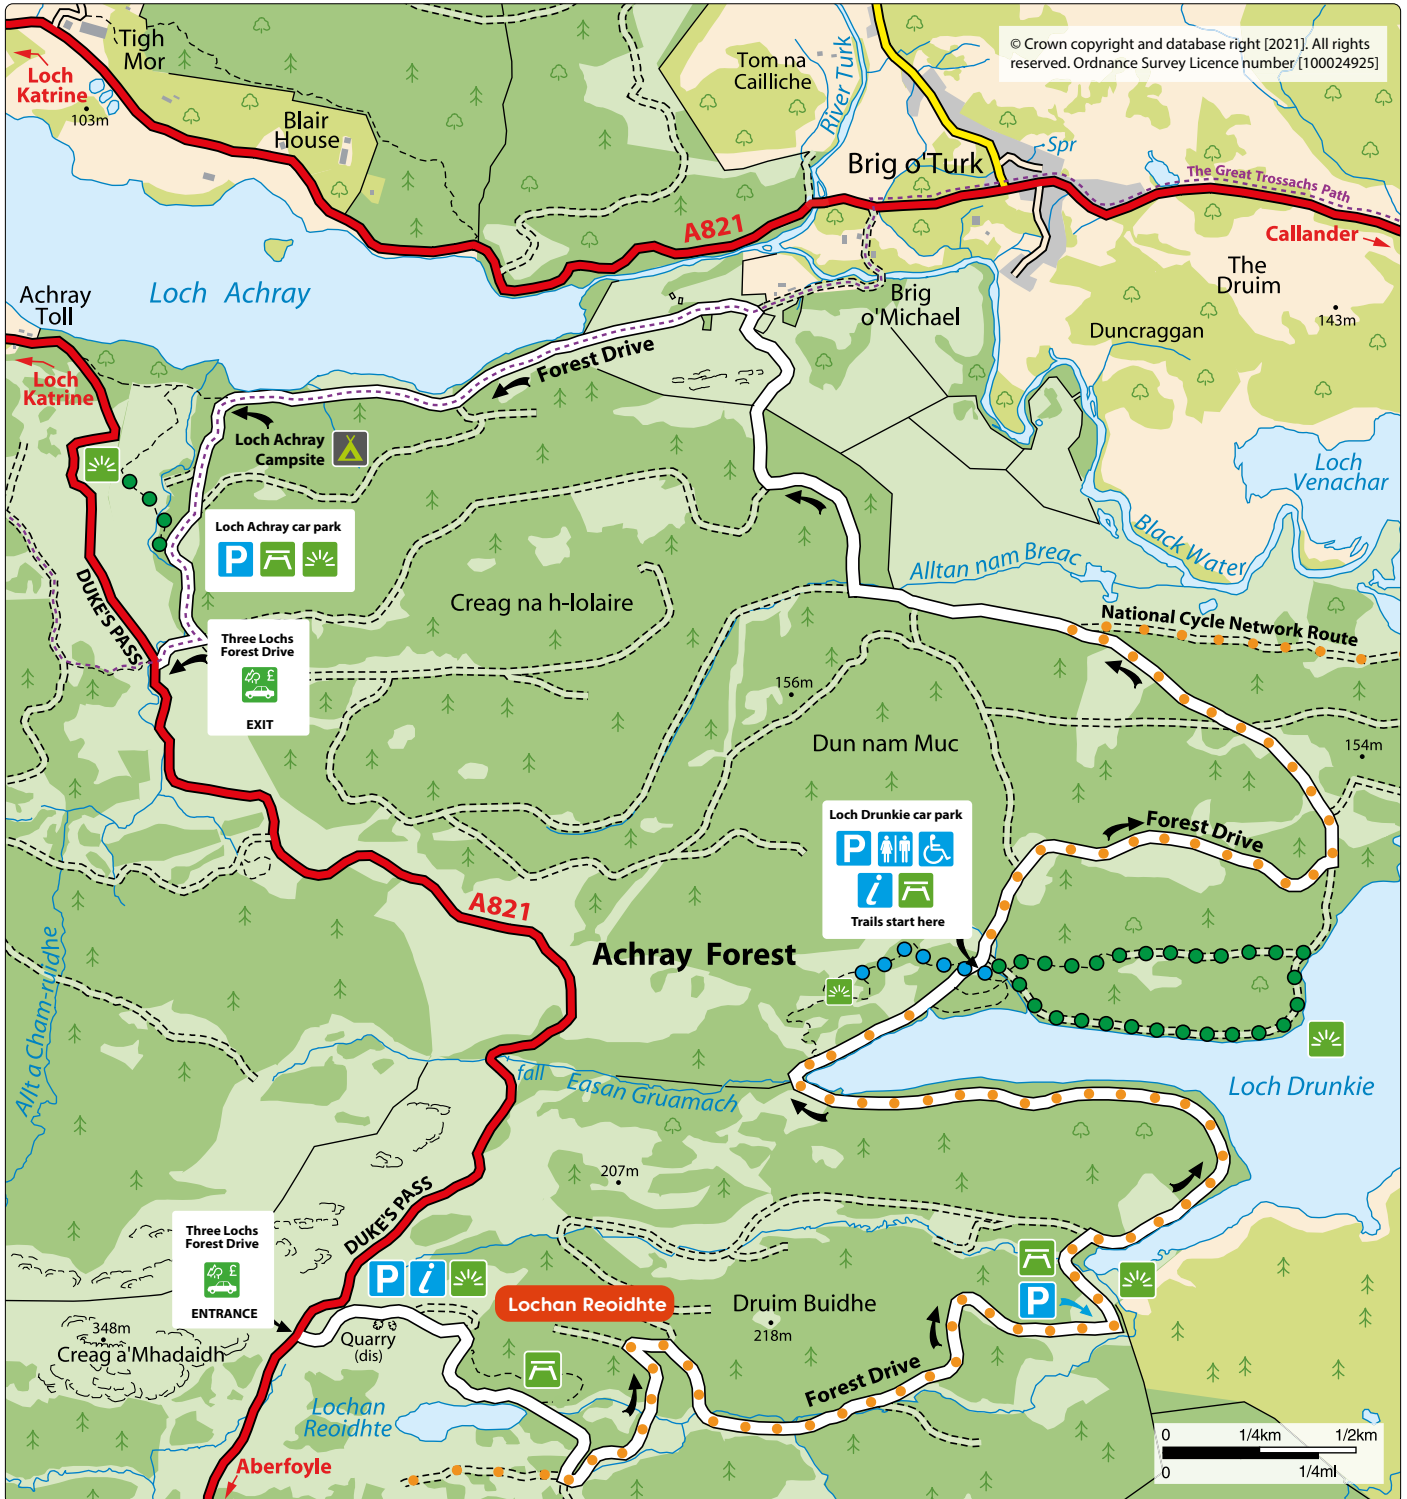 Tigh
Mor
Loch
Katrine
103m
Blair
House
Tom na
Cailliche
River Turk
© Crown copyright and database right [2021]. All rights
reserved. Ordnance Survey Licence number [100024925]
Brig o'Turk
Spr
The Great Trossachs Path
A821
Callander
The
Druim
143m
Achray
Toll
Loch Achray
Brig
o'Michael
Duncraggan
Loch
Katrine
Forest Drive
Loch Achray
Campsite
Loch
Venachar
Loch Achray car park
P
Black Water
Alltan nam Breac
DUKE'S PASS
Creag na h-Iolaire
National Cycle Network Route
Three Lochs
Forest Drive
£
EXIT
156m
Dun nam Muc
154m
Loch Drunkie car park
P
i
Trails start here
Forest Drive
A821
Achray Forest
Allt a Cham-ruidhe
fall
Easan Gruamach
Loch Drunkie
207m
DUKE'S PASS
Three Lochs
Forest Drive
£
ENTRANCE
P
i
Lochan Reoidhte
Druim Buidhe
218m
P
348m
Creag a'Mhadaidh
Quarry
(dis)
Forest Drive
Lochan
Reoidhte
Aberfoyle
0 1/4km 1/2km
0 1/4ml